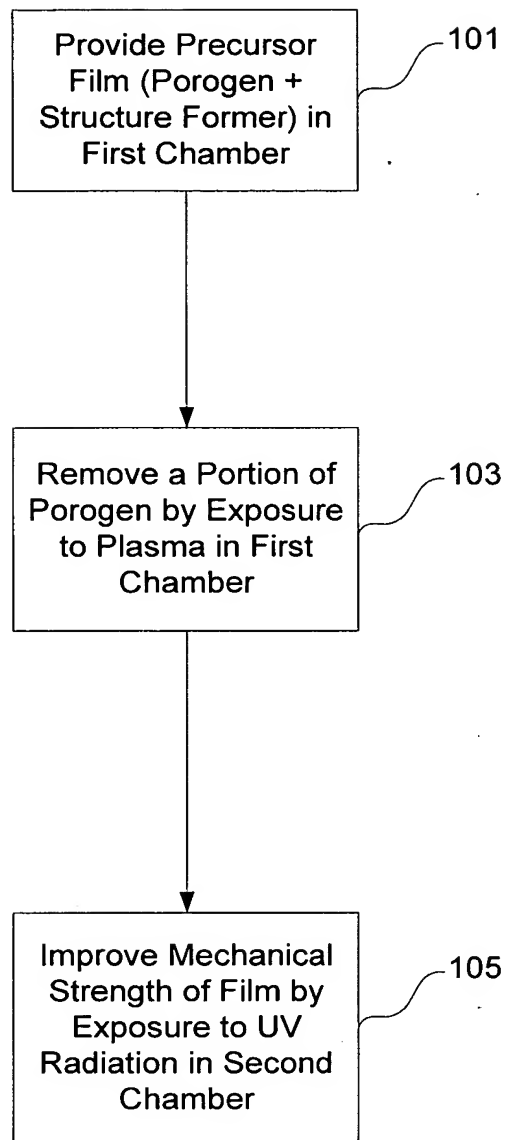 Provide Precursor
Film (Porogen +
Structure Former) in
First Chamber
101
Remove a Portion of
Porogen by Exposure
to Plasma in First
Chamber
103
Improve Mechanical
Strength of Film by
Exposure to UV
Radiation in Second
Chamber
105